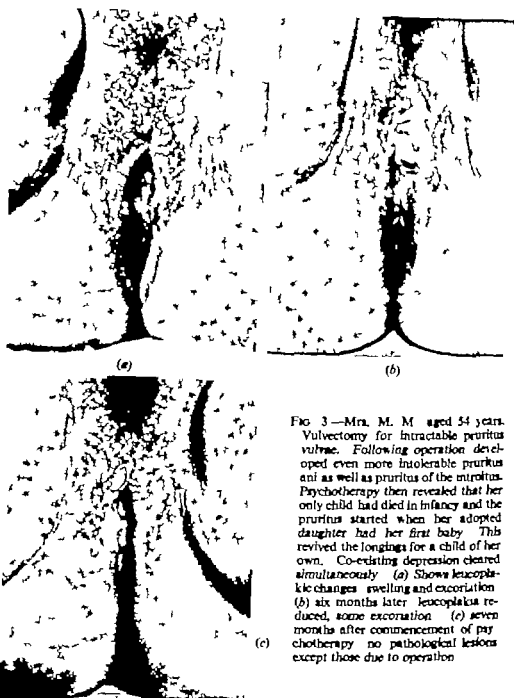 (a)
(b)
(c)
FIG 3—Mrs. M. M aged 54 years.
Vulvectomy for intractable pruritus
vulvae. Following operation devel-
oped even more intolerable pruritus
ani as well as pruritus of the introitus.
Psychotherapy then revealed that her
only child had died in infancy and the
pruritus started when her adopted
daughter had her first baby This
revived the longings for a child of her
own. Co-existing depression cleared
simultaneously (a) Shows leucopla-
kic changes swelling and excoriation
(b) six months later leucoplakia re-
duced, some excoriation (c) seven
months after commencement of psy
chotherapy no pathological lesions
except those due to operation